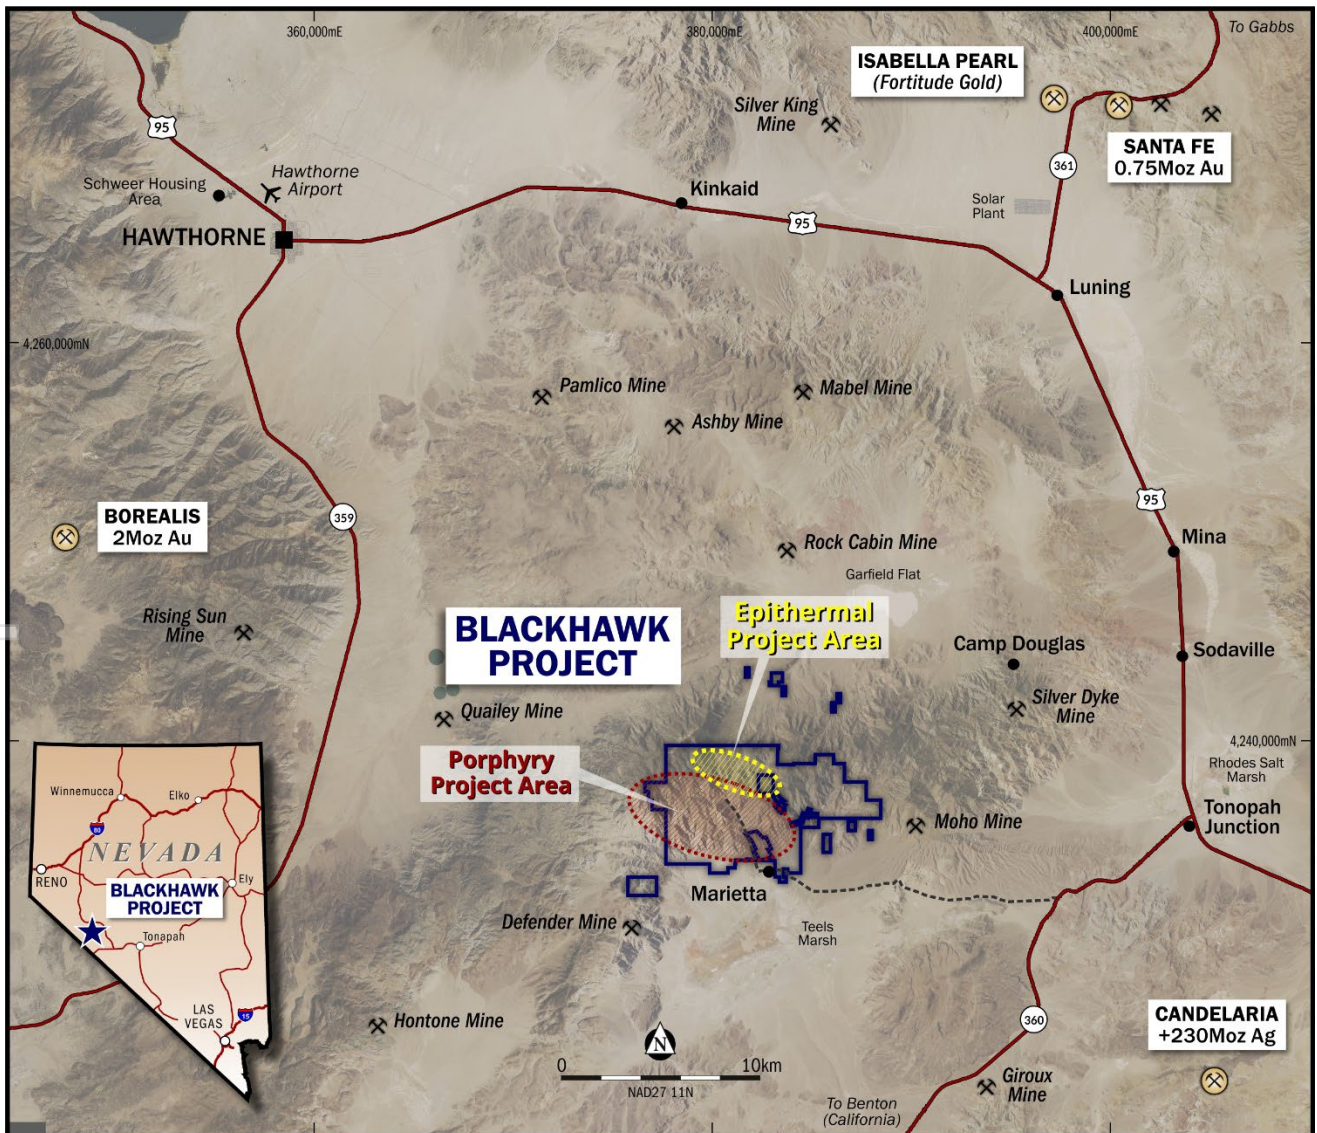 360,000mE
380,000mE
400,000mE
To Gabbs
ISABELLA PEARL
(Fortitude Gold)
Silver King
Mine
95
SANTA FE
0.75Moz Au
361
Hawthorne
Airport
Schweer Housing
Area
Kinkaid
Solar
Plant
95
HAWTHORNE
Luning
4,260,000mN
Pamlico Mine
Mabel Mine
Ashby Mine
95
BOREALIS
2Moz Au
359
Mina
Rock Cabin Mine
Garfield Flat
Rising Sun
Mine
BLACKHAWK
PROJECT
Epithermal
Project Area
Camp Douglas
Sodaville
Silver Dyke
Mine
Quailey Mine
4,240,000mN
Porphyry
Project Area
Rhodes Salt
Marsh
Tonopah
Junction
Moho Mine
Marietta
Defender Mine
Teels
Marsh
Winnemucca
Elko
80
NEVADA
RENO
Ely
BLACKHAWK
PROJECT
Tonapah
LAS
VEGAS
15
Hontone Mine
N
0
10km
NAD27 11N
360
CANDELARIA
+230Moz Ag
Giroux
Mine
To Benton
(California)